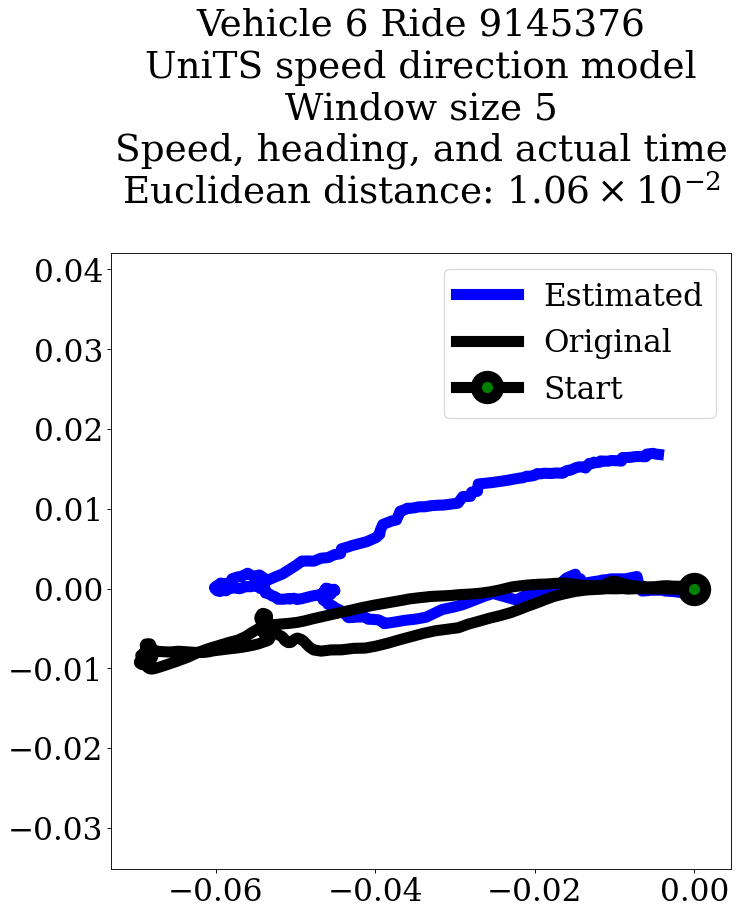 Vehicle 6 Ride 9145376
UniTS speed direction model
Window size 5
Speed, heading, and actual time
Euclidean distance: 1.06 × 10⁻²
0.04
0.03
0.02
0.01
0.00
−0.01
−0.02
−0.03
Estimated
Original
Start
−0.06
−0.04
−0.02
0.00